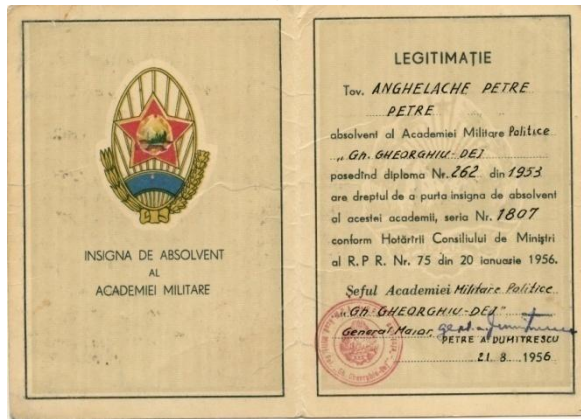 INSIGNA DE ABSOLVENT
AL
ACADEMIEI MILITARE
LEGITIMAȚIE
Tov. ANGHELACHE PETRE
PETRE
absolvent al Academiei Militare Politice
„Gh. GHEORGHIU-DEJ
posedînd diploma Nr. 262 din 1953
are dreptul de a purta insigna de absolvent
al acestei academii, seria Nr. 1807
conform Hotărîrii Consiliului de Miniștri
al R.P.R. Nr. 75 din 20 ianuarie 1956.
Șeful Academiei Militare Politice
„Gh. GHEORGHIU-DEJ"
General Maior
PETRE A. DUMITRESCU
21.8.1956